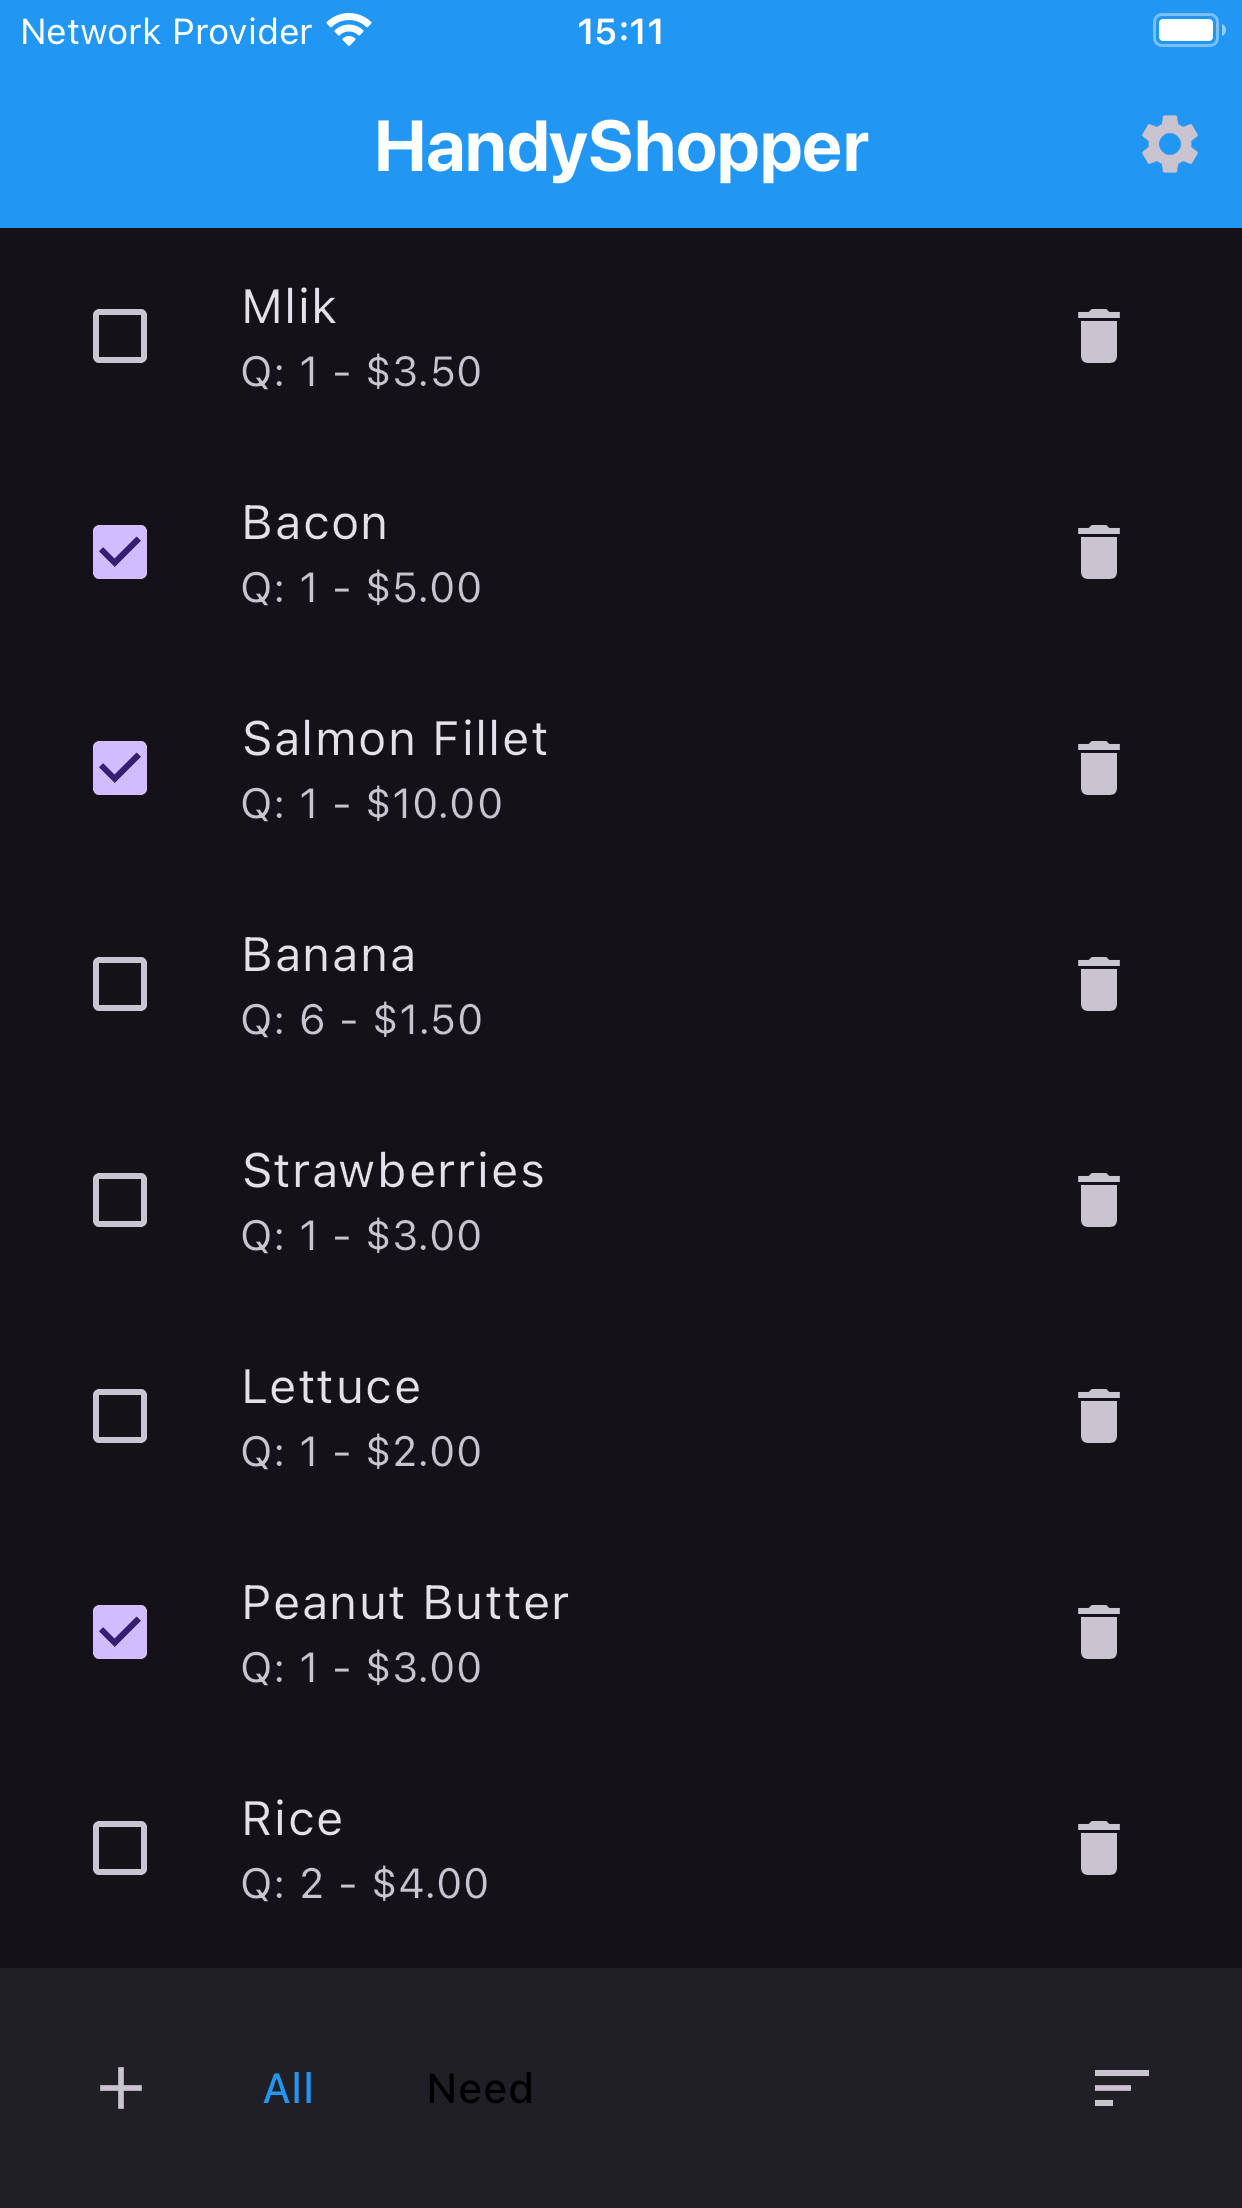 Network Provider 15:11
HandyShopper
Mlik
Q: 1 - $3.50
Bacon
Q: 1 - $5.00
Salmon Fillet
Q: 1 - $10.00
Banana
Q: 6 - $1.50
Strawberries
Q: 1 - $3.00
Lettuce
Q: 1 - $2.00
Peanut Butter
Q: 1 - $3.00
Rice
Q: 2 - $4.00
All Need